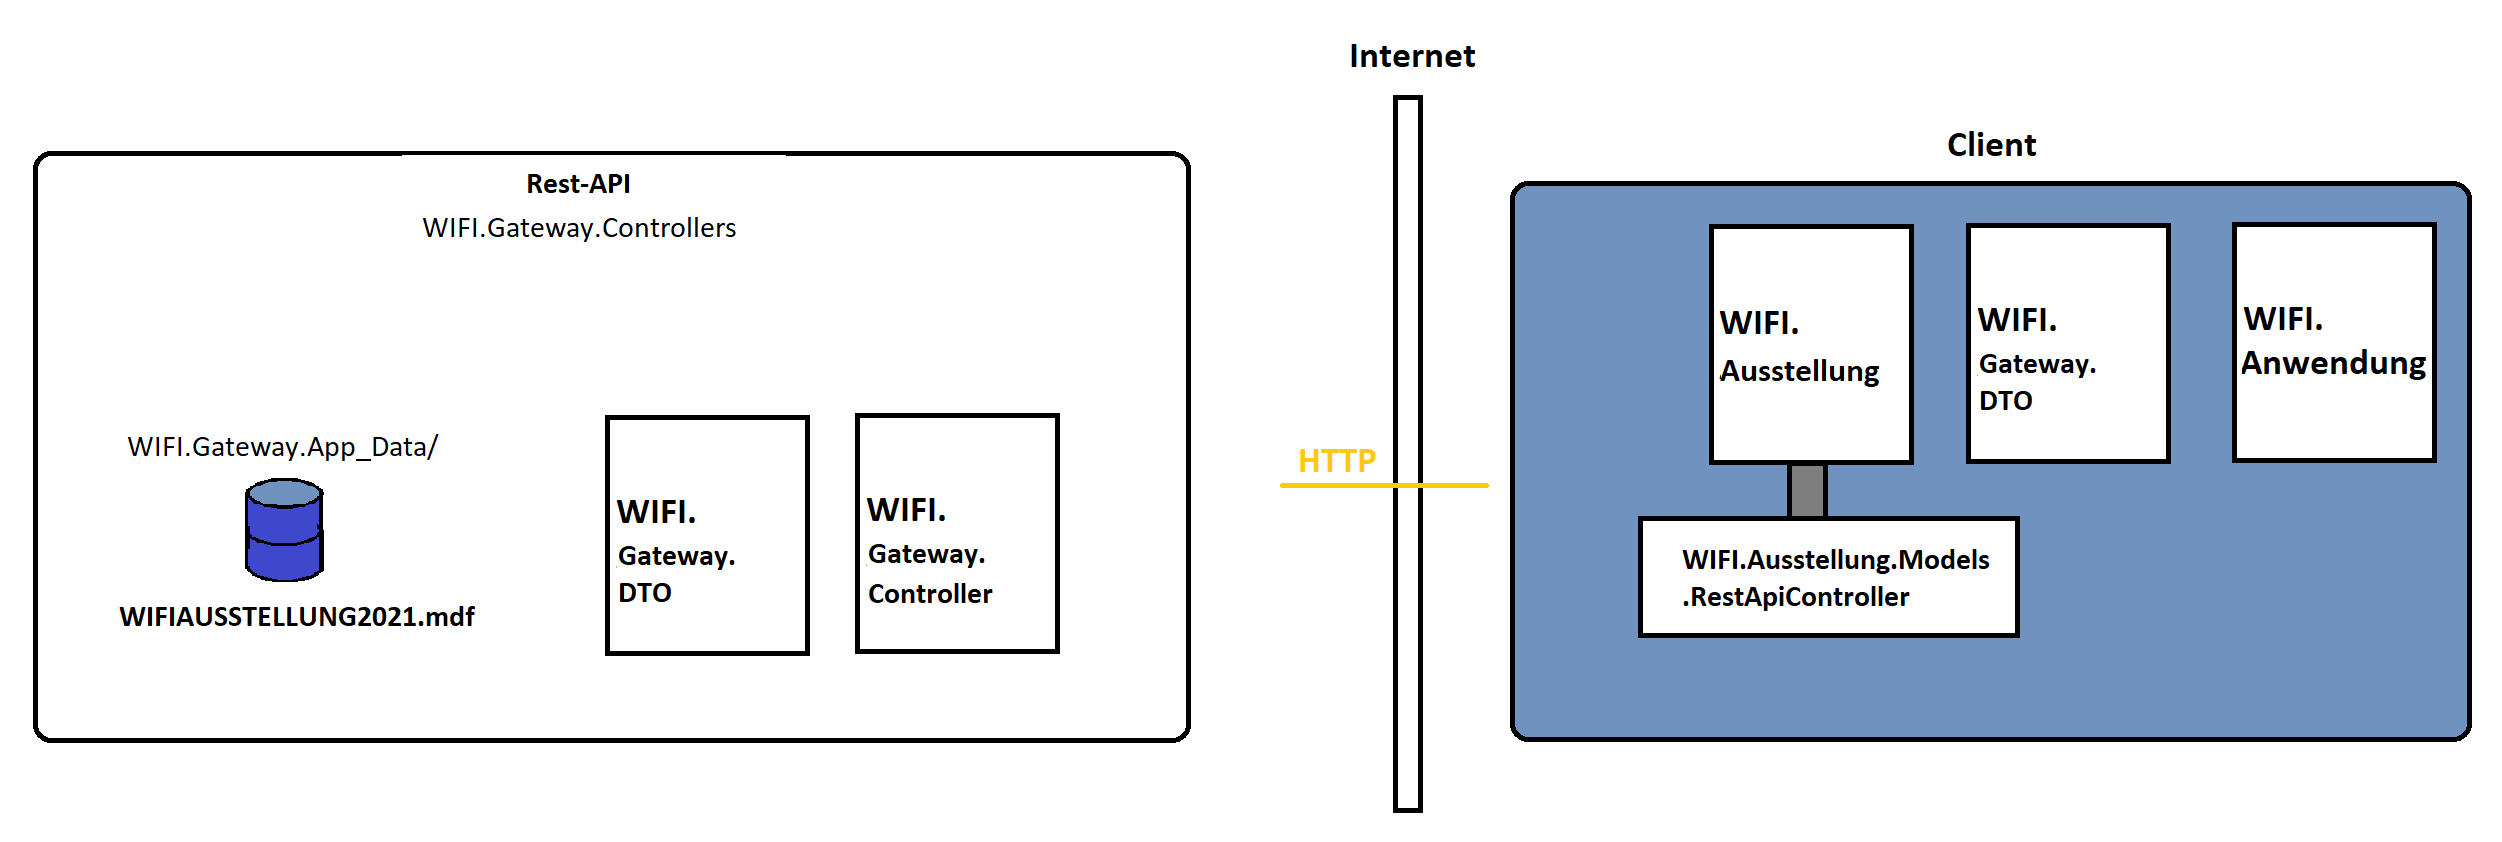 Internet
Client
Rest-API
WIFI.Gateway.Controllers
WIFI.Gateway.App_Data/
WIFIAUSSTELLUNG2021.mdf
WIFI.
Gateway.
DTO
WIFI.
Gateway.
Controller
HTTP
WIFI.
Ausstellung
WIFI.
Gateway.
DTO
WIFI.
Anwendung
WIFI.Ausstellung.Models
.RestApiController